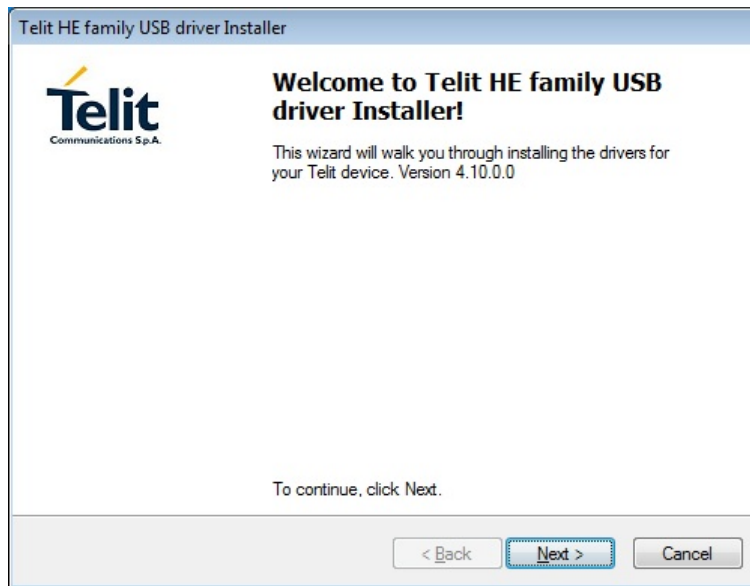 Telit HE family USB driver Installer
Telit
Communications S.p.A.
Welcome to Telit HE family USB
driver Installer!
This wizard will walk you through installing the drivers for
your Telit device. Version 4.10.0.0
To continue, click Next.
< Back
Next >
Cancel